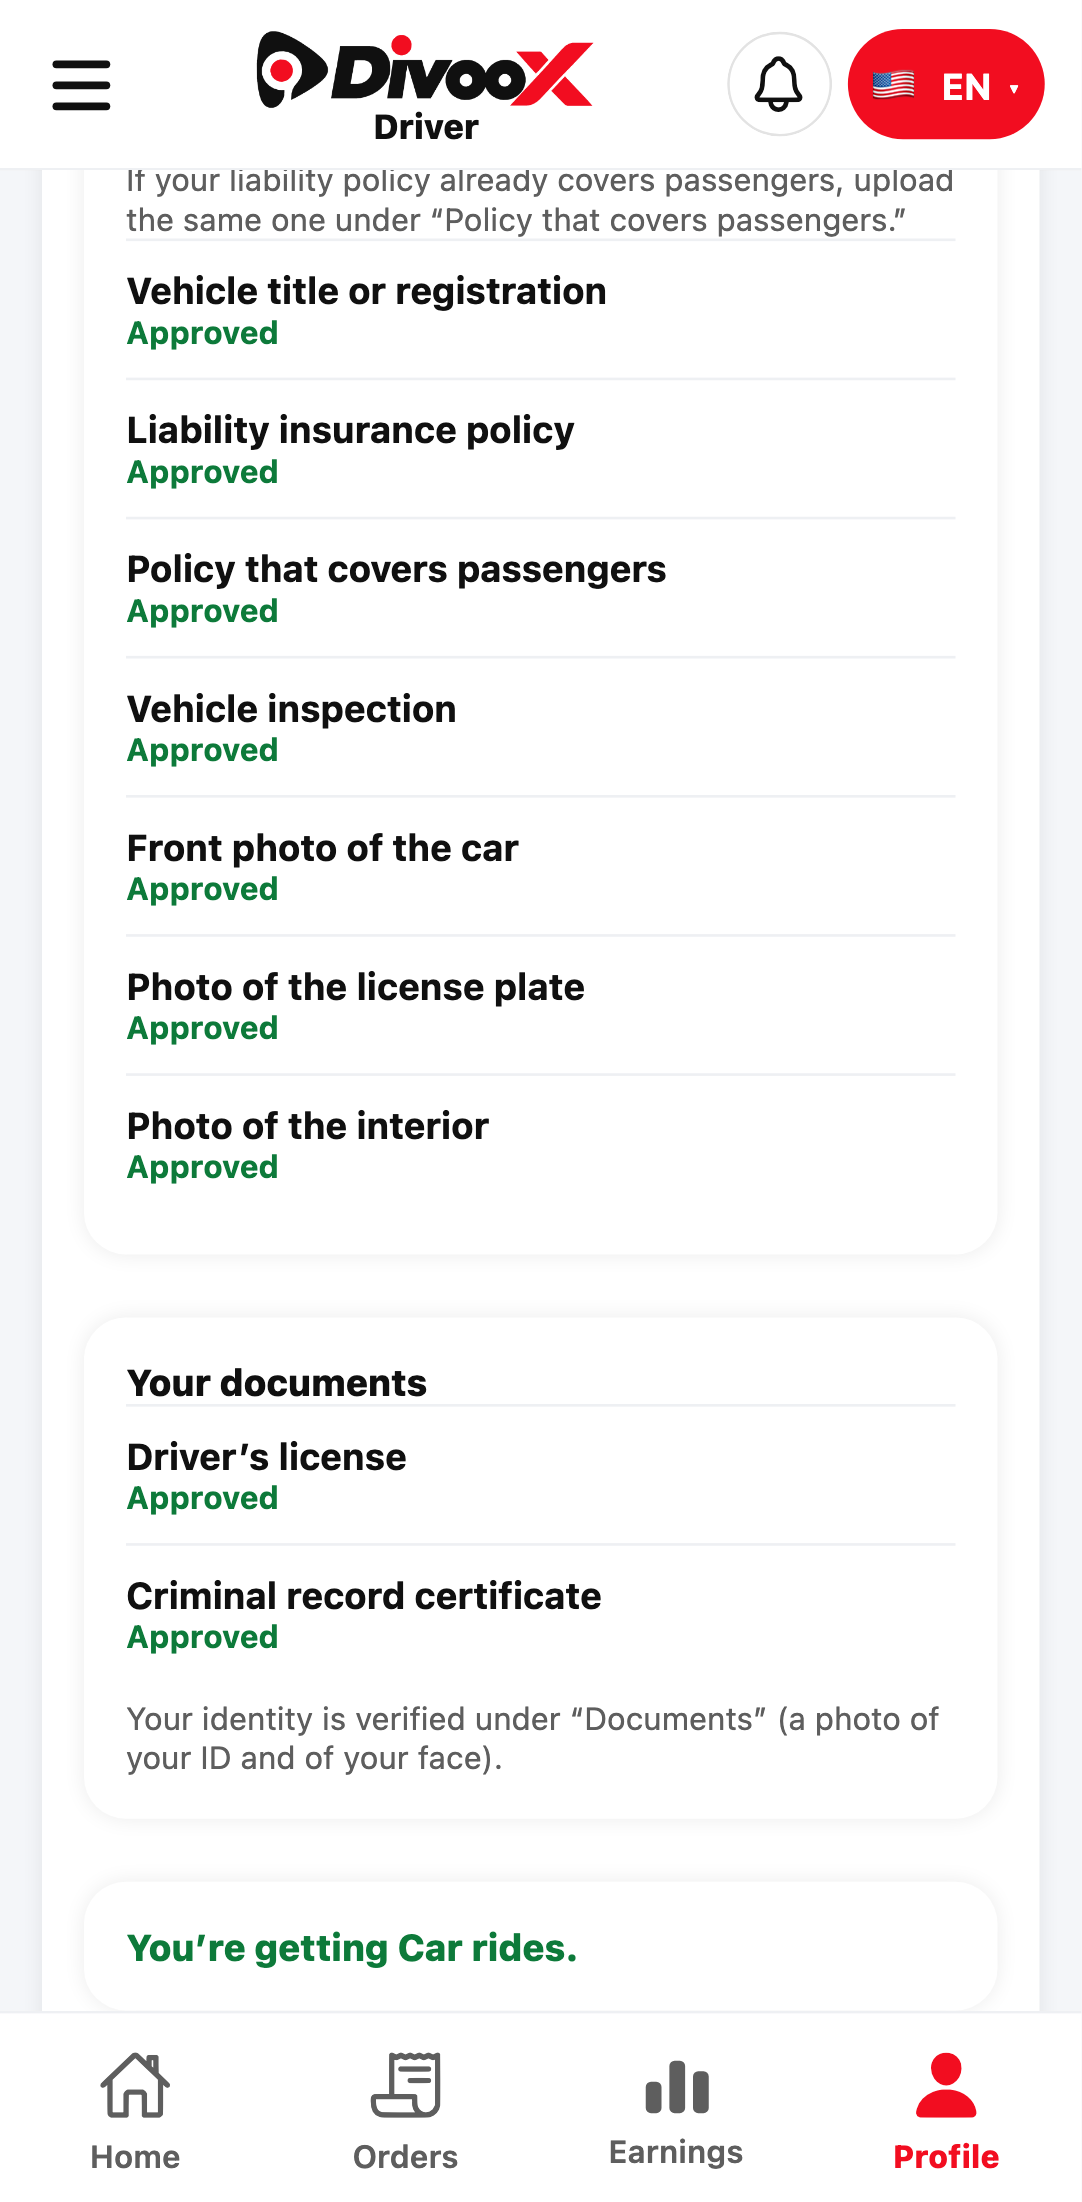 DivooX
Driver
EN
If your liability policy already covers passengers, upload
the same one under “Policy that covers passengers.”
Vehicle title or registration
Approved
Liability insurance policy
Approved
Policy that covers passengers
Approved
Vehicle inspection
Approved
Front photo of the car
Approved
Photo of the license plate
Approved
Photo of the interior
Approved
Your documents
Driver’s license
Approved
Criminal record certificate
Approved
Your identity is verified under “Documents” (a photo of
your ID and of your face).
You’re getting Car rides.
Home
Orders
Earnings
Profile